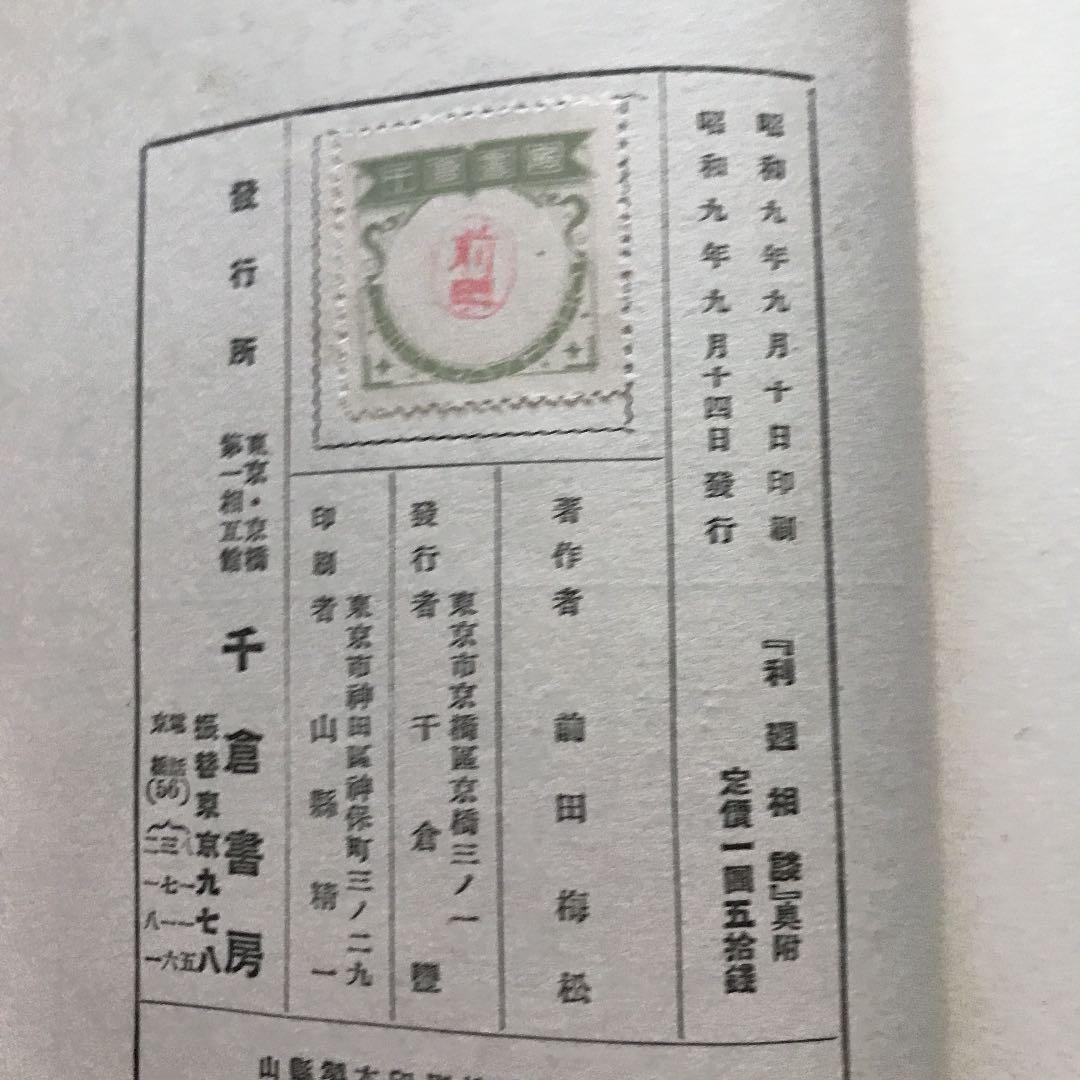 昭和九年九月十日印刷
昭和九年九月十四日發行
『利廻相談』奥附
定價一圓五拾錢
千倉書房
前田
著作者 前田梅松
發行者
東京市京橋區京橋三ノ一
千倉豐
印刷者
東京市神田區神保町三ノ二九
山縣精一
發行所
東京・京橋
第一相互館
千倉書房
振替東京九七八
電話
京橋
(56)